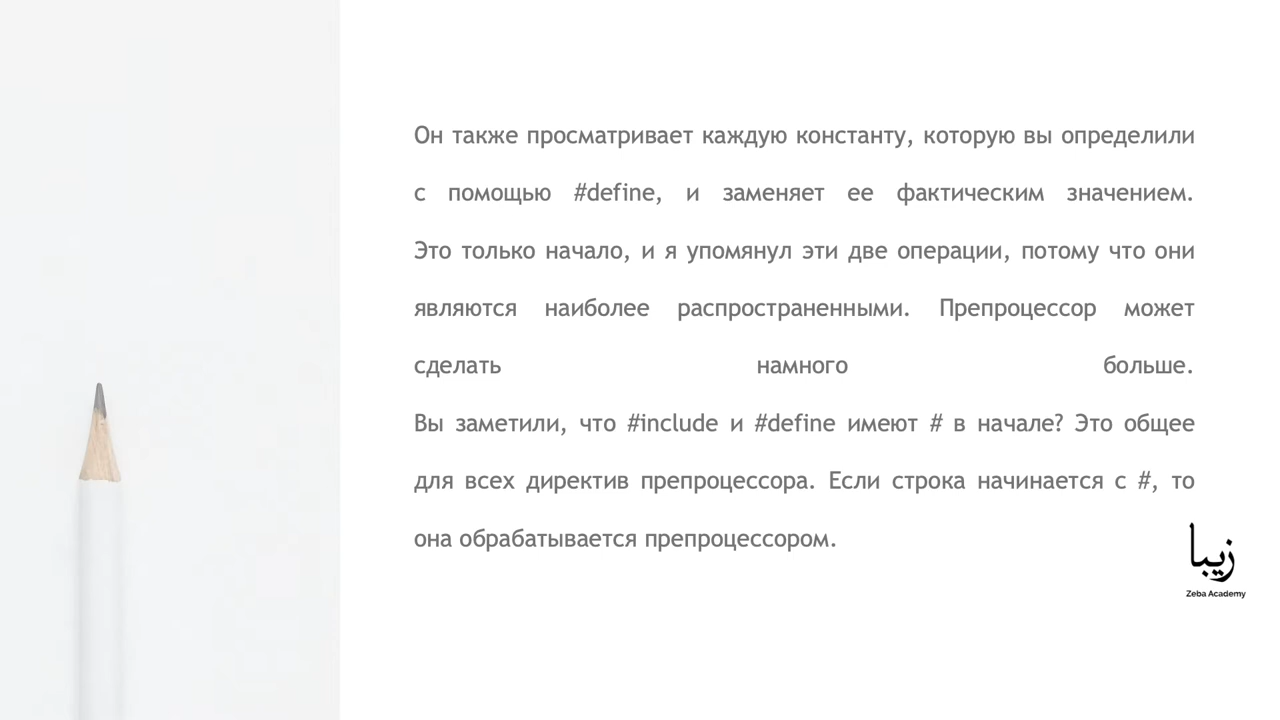 Он также просматривает каждую константу, которую вы определили
с помощью #define, и заменяет ее фактическим значением.
Это только начало, и я упомянул эти две операции, потому что они
являются наиболее распространенными. Препроцессор может
сделать намного больше.
Вы заметили, что #include и #define имеют # в начале? Это общее
для всех директив препроцессора. Если строка начинается с #, то
она обрабатывается препроцессором.
زيبا
Zeba Academy